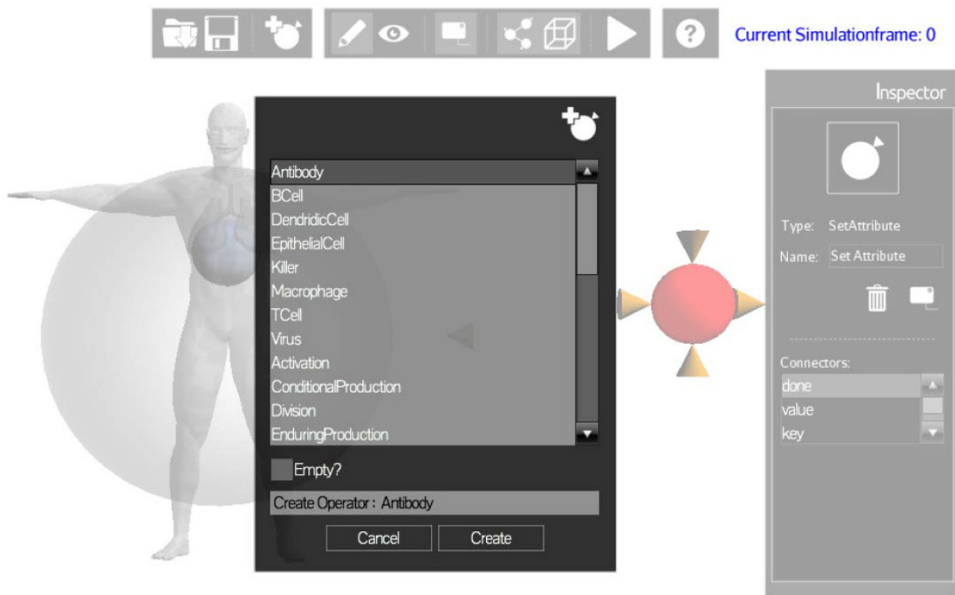 Current Simulationframe: 0
Antibody
BCell
DendridicCell
EpithelialCell
Killer
Macrophage
TCell
Virus
Activation
ConditionalProduction
Division
EnduringProduction
Empty?
Create Operator : Antibody
Cancel
Create
Inspector
Type: SetAttribute
Name: Set Attribute
Connectors:
done
value
key